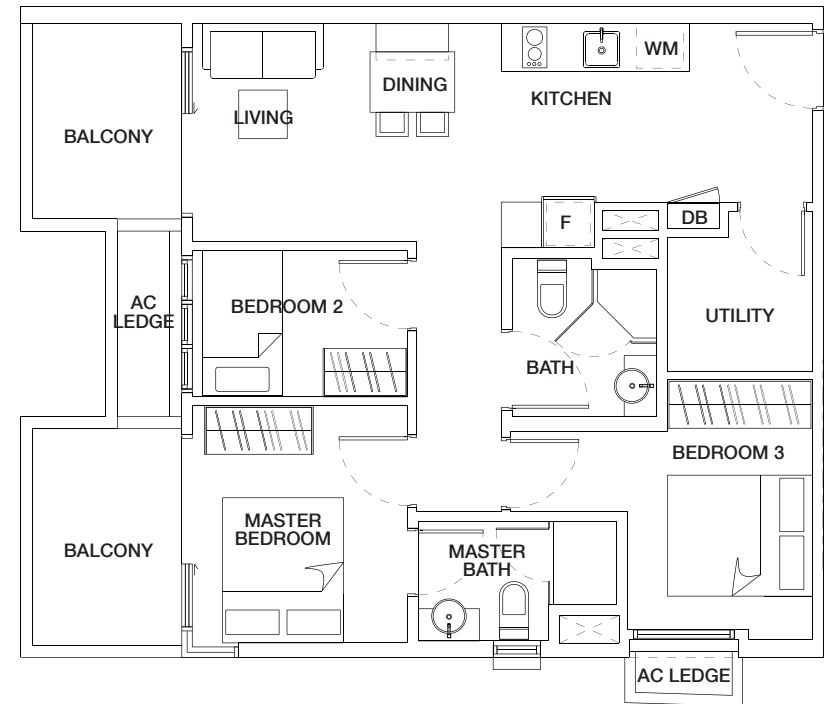 WM
DINING
KITCHEN
LIVING
BALCONY
F
DB
AC
LEDGE
BEDROOM 2
UTILITY
BATH
BEDROOM 3
MASTER
BEDROOM
BALCONY
MASTER
BATH
AC LEDGE